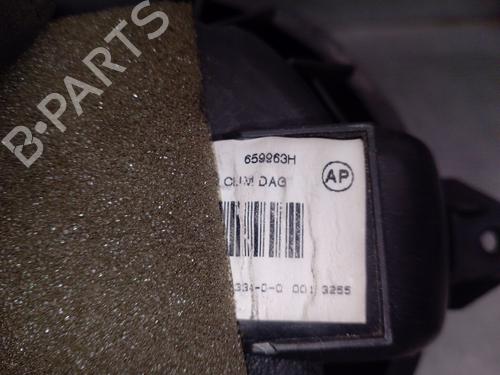 B-PARTS
659963H
CLIM DAG
AP
334-0-0 001 3255